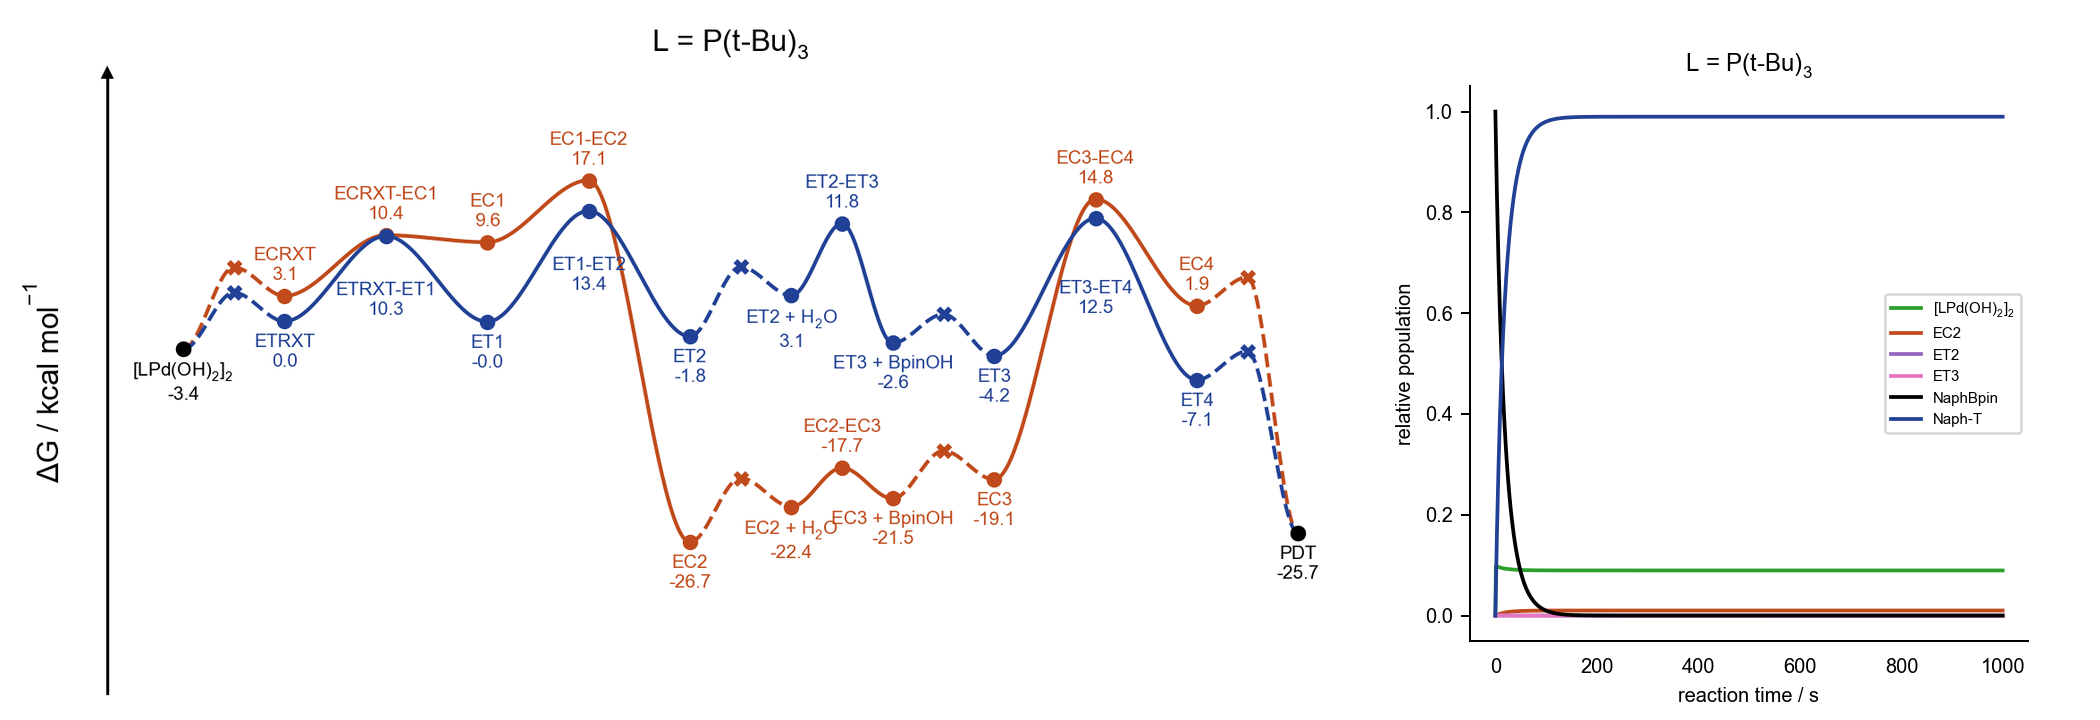 L = P(t-Bu)₃
ΔG / kcal mol⁻¹
[LPd(OH)₂]₂
-3.4
ECRXT
3.1
ETRXT
0.0
ECRXT-EC1
10.4
ETRXT-ET1
10.3
EC1
9.6
ET1
-0.0
EC1-EC2
17.1
ET1-ET2
13.4
ET2
-1.8
EC2
-26.7
ET2 + H₂O
3.1
EC2 + H₂O
-22.4
ET2-ET3
11.8
EC2-EC3
-17.7
ET3 + BpinOH
-2.6
EC3 + BpinOH
-21.5
ET3
-4.2
EC3
-19.1
EC3-EC4
14.8
ET3-ET4
12.5
EC4
1.9
ET4
-7.1
PDT
-25.7
L = P(t-Bu)₃
relative population
1.0
0.8
0.6
0.4
0.2
0.0
0 200 400 600 800 1000
reaction time / s
[LPd(OH)₂]₂
EC2
ET2
ET3
NaphBpin
Naph-T